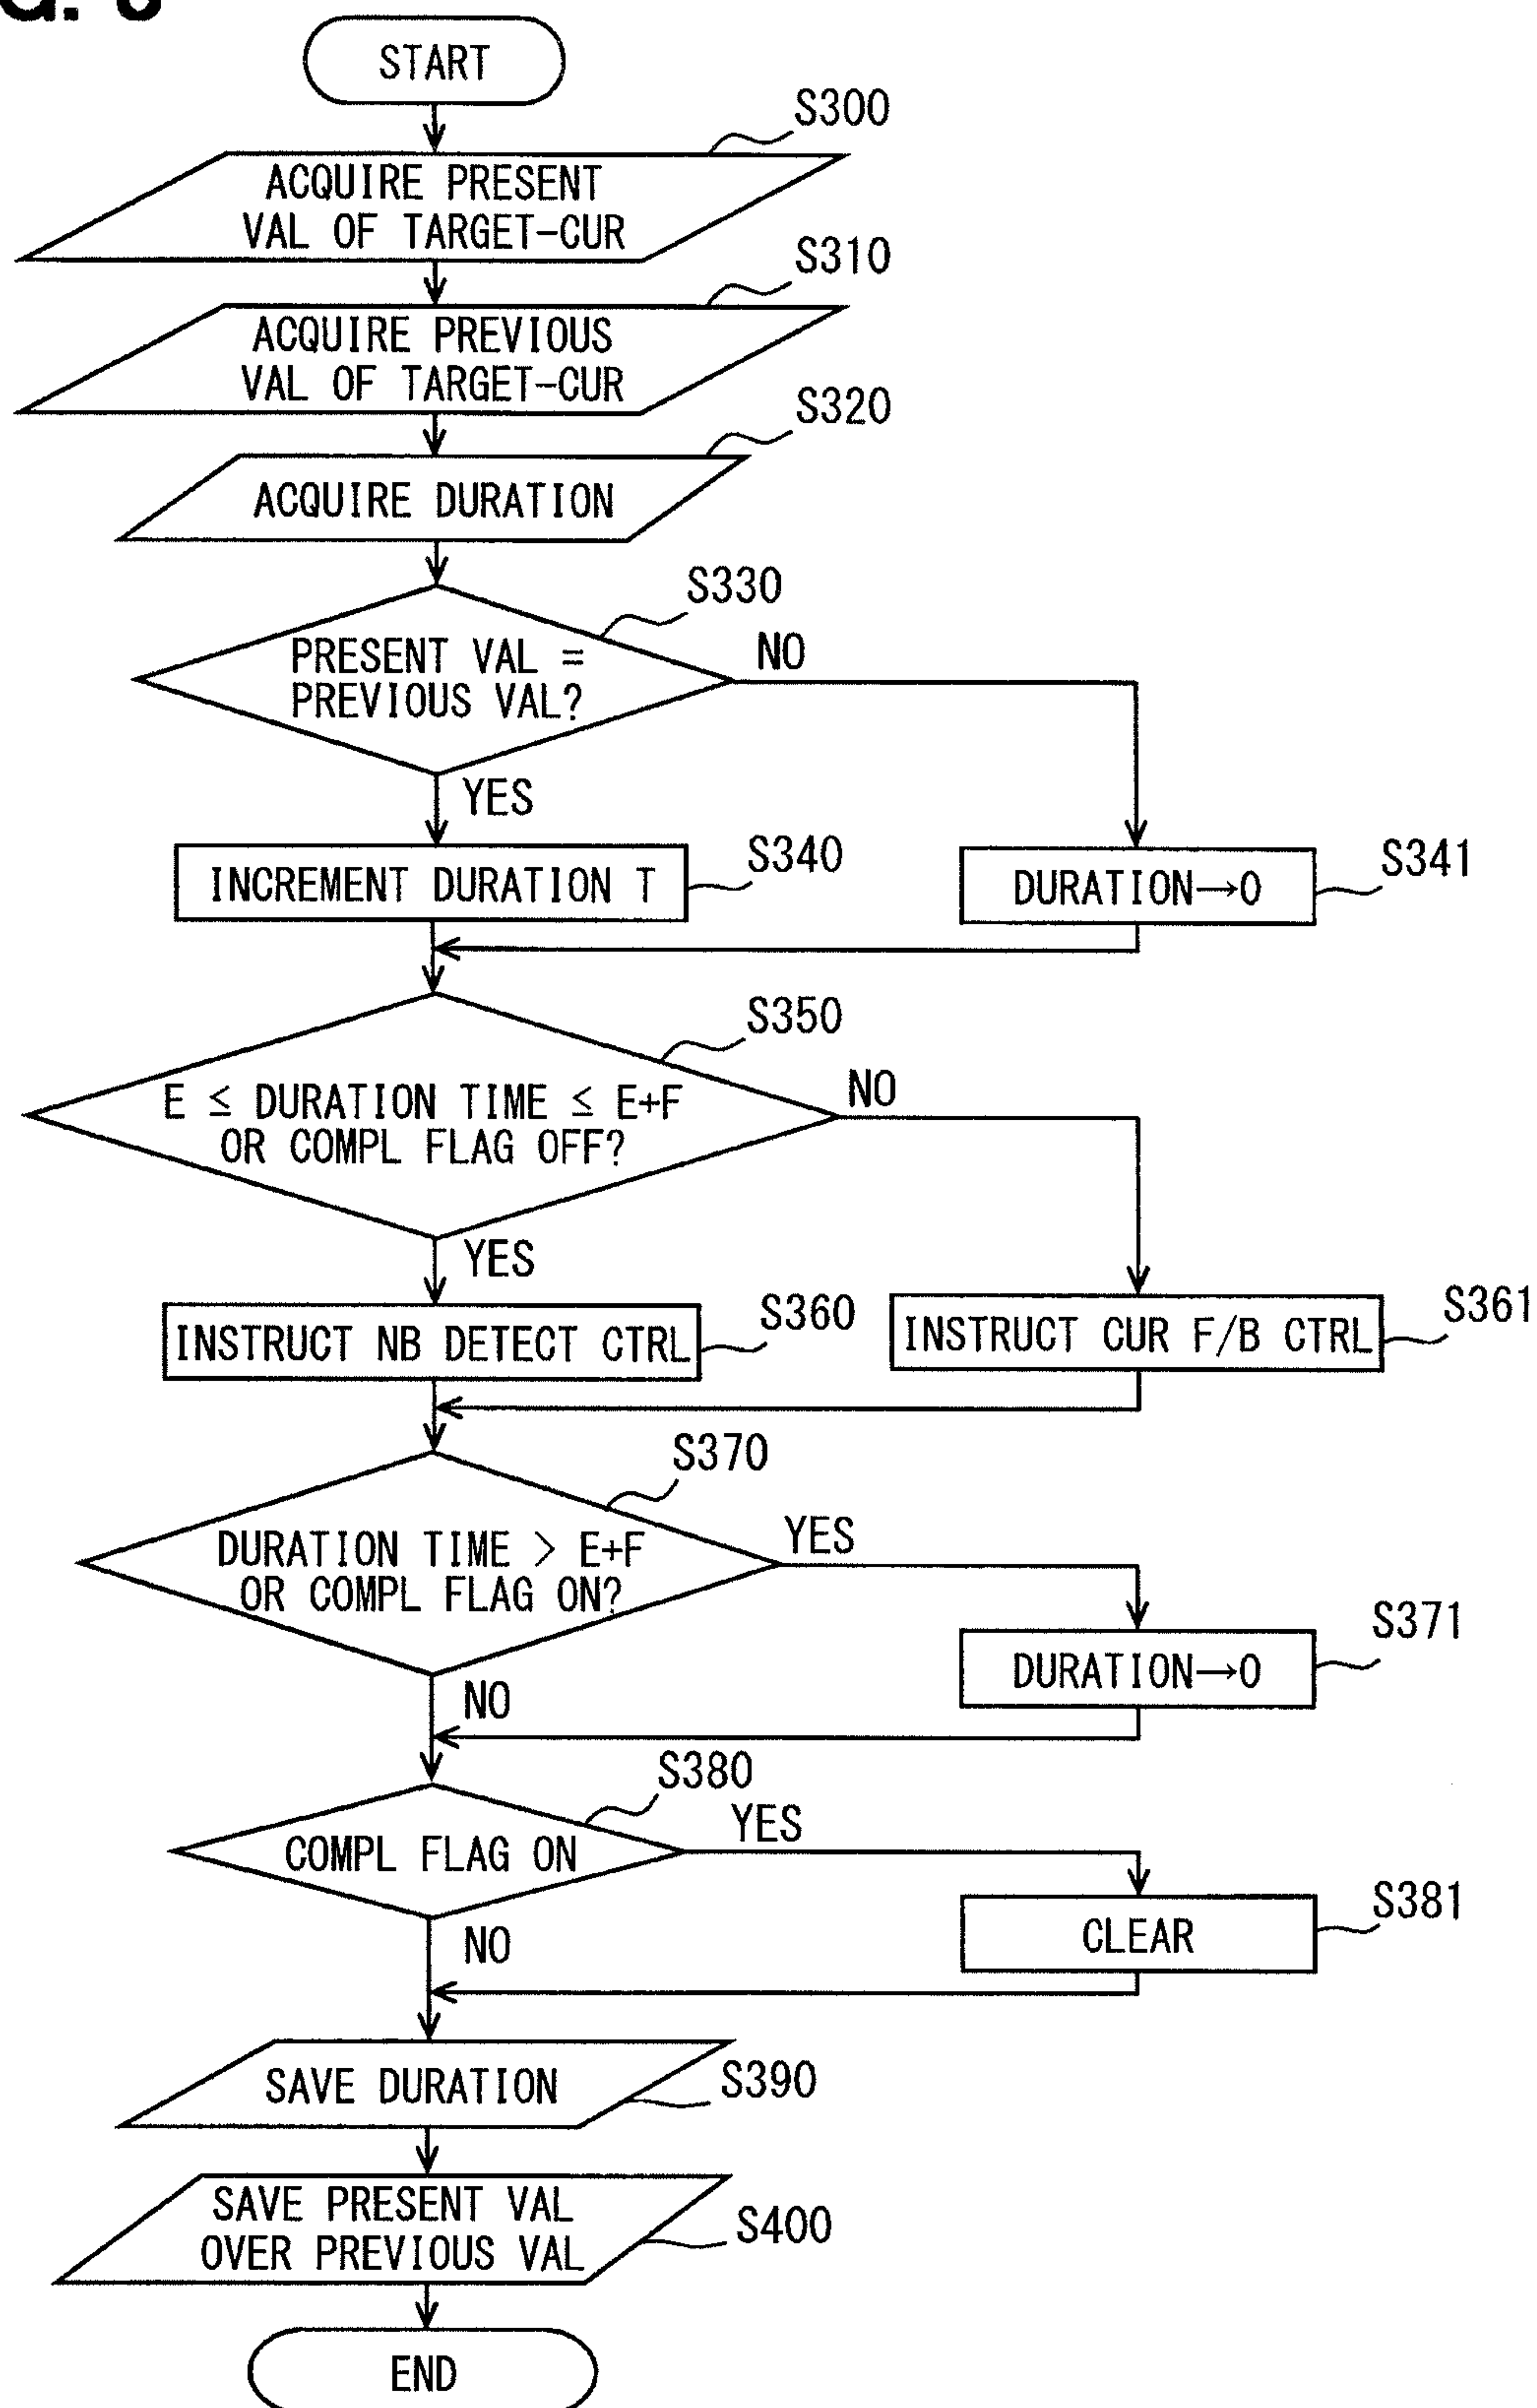 START
S300
ACQUIRE PRESENT
VAL OF TARGET-CUR
S310
ACQUIRE PREVIOUS
VAL OF TARGET-CUR
S320
ACQUIRE DURATION
S330
PRESENT VAL =
PREVIOUS VAL?
NO
YES
INCREMENT DURATION T
S340
DURATION→0
S341
S350
E ≤ DURATION TIME ≤ E+F
OR COMPL FLAG OFF?
NO
YES
INSTRUCT NB DETECT CTRL
S360
INSTRUCT CUR F/B CTRL
S361
S370
DURATION TIME > E+F
OR COMPL FLAG ON?
YES
NO
DURATION→0
S371
S380
COMPL FLAG ON
YES
NO
CLEAR
S381
SAVE DURATION
S390
SAVE PRESENT VAL
OVER PREVIOUS VAL
S400
END